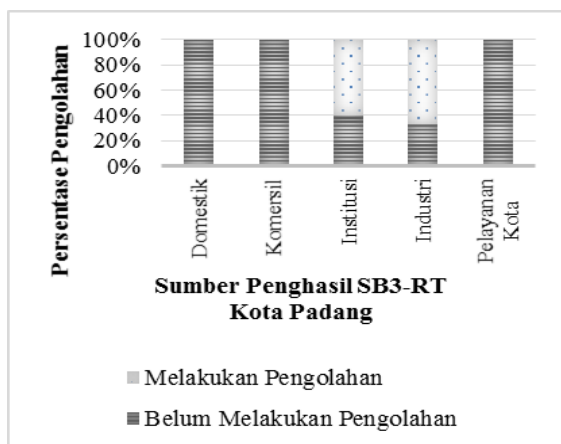 Persentase Pengolahan
100%
80%
60%
40%
20%
0%
Domestik
Komersil
Institusi
Industri
Pelayanan
Kota
Sumber Penghasil SB3-RT
Kota Padang
Melakukan Pengolahan
Belum Melakukan Pengolahan